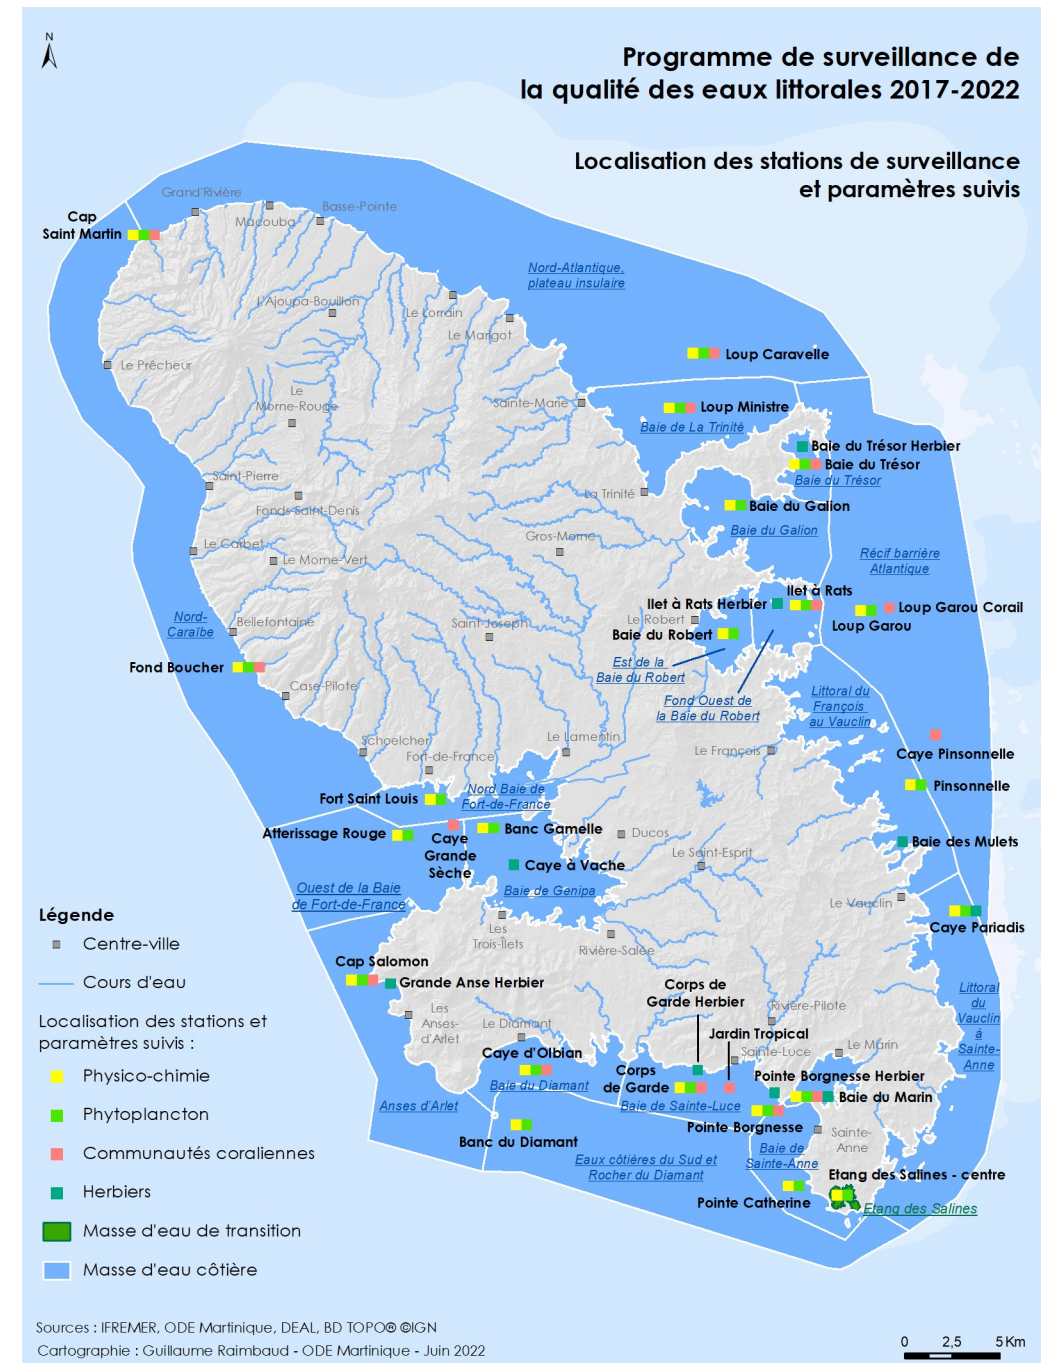 N
Programme de surveillance de
la qualité des eaux littorales 2017-2022
Localisation des stations de surveillance
et paramètres suivis
Grand'Rivière
Macouba
Basse-Pointe
Cap
Saint Martin
Nord-Atlantique,
plateau insulaire
L'Ajoupa-Bouillon
Le Lorrain
Le Marigot
Loup Caravelle
Le Prêcheur
Le
Morne-Rouge
Sainte-Marie
Loup Ministre
Baie de La Trinité
Baie du Trésor Herbier
Baie du Trésor
Baie du Trésor
Saint-Pierre
Fonds-Saint-Denis
La Trinité
Baie du Galion
Baie du Galion
Gros-Morne
Le Carbet
Le Morne-Vert
Récif barrière
Atlantique
Ilet à Rats
Ilet à Rats Herbier
Loup Garou Corail
Loup Garou
Nord-
Caraïbe
Bellefontaine
Saint-Joseph
Le Robert
Baie du Robert
Fond Boucher
Est de la
Baie du Robert
Fond Ouest de
la Baie du Robert
Littoral du
François
au Vauclin
Case-Pilote
Schoelcher
Fort-de-France
Le Lamentin
Le François
Caye Pinsonnelle
Pinsonnelle
Fort Saint Louis
Nord Baie de
Fort-de-France
Atterissage Rouge
Caye
Grande
Sèche
Banc Gamelle
Ducos
Baie des Mulets
Le Saint-Esprit
Caye à Vache
Baie de Génipa
Ouest de la Baie
de Fort-de-France
Le Vauclin
Caye Pariadis
Les
Trois-Îlets
Rivière-Salée
Cap Salomon
Grande Anse Herbier
Corps de
Garde Herbier
Littoral
du
Vauclin
à
Sainte-
Anne
Les
Anses-
d'Arlet
Le Diamant
Rivière-Pilote
Jardin Tropical
Caye d'Olbian
Baie du Diamant
Sainte-Luce
Le Marin
Corps
de Garde
Pointe Borgnesse Herbier
Baie du Marin
Anses d'Arlet
Baie de Sainte-Luce
Pointe Borgnesse
Banc du Diamant
Sainte-
Anne
Baie de
Sainte-Anne
Eaux côtières du Sud et
Rocher du Diamant
Etang des Salines - centre
Pointe Catherine
Etang des Salines
Légende
Centre-ville
Cours d'eau
Localisation des stations et
paramètres suivis :
Physico-chimie
Phytoplancton
Communautés coraliennes
Herbiers
Masse d'eau de transition
Masse d'eau côtière
Sources : IFREMER, ODE Martinique, DEAL, BD TOPO® ©IGN
Cartographie : Guillaume Raimbaud - ODE Martinique - Juin 2022
0 2,5 5 Km